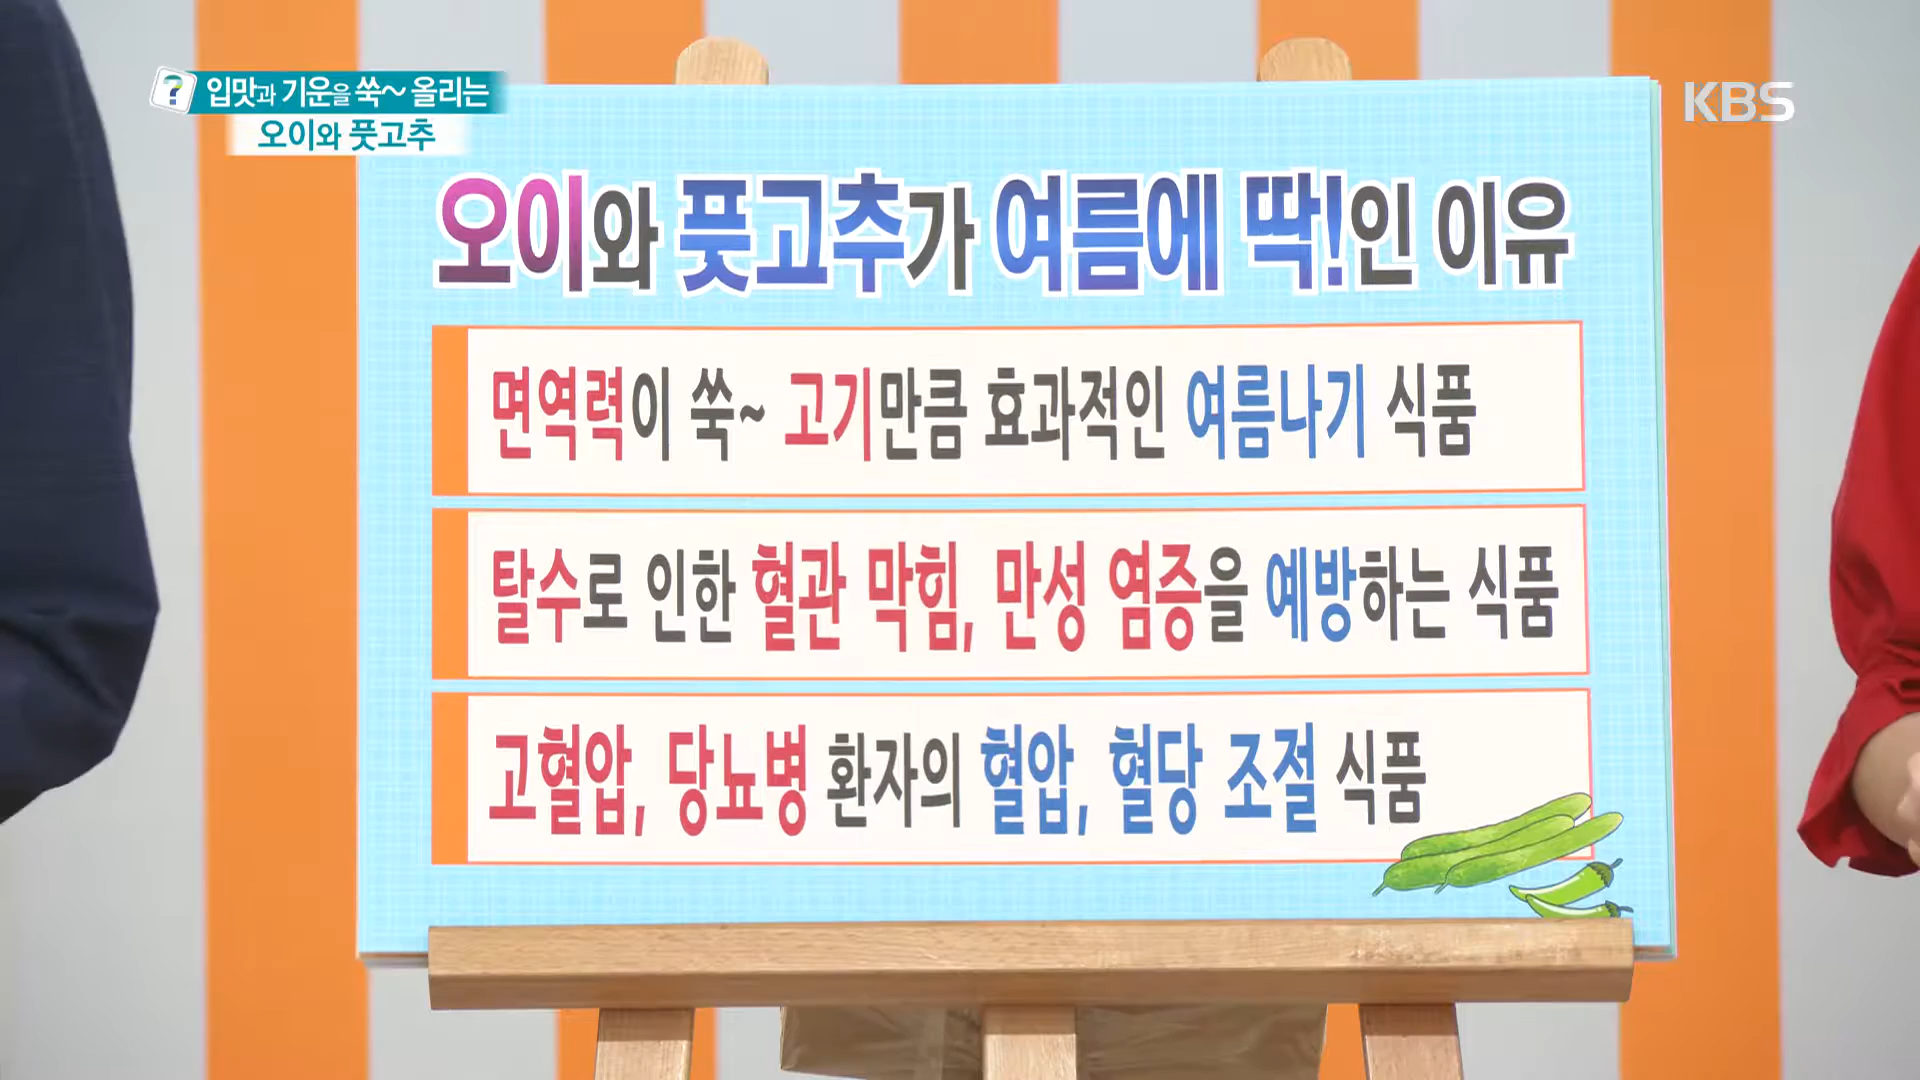 ? 입맛과 기운을 쑥~ 올리는
오이와 풋고추
KBS
오이와 풋고추가 여름에 딱!인 이유
면역력이 쑥~ 고기만큼 효과적인 여름나기 식품
탈수로 인한 혈관 막힘, 만성 염증을 예방하는 식품
고혈압, 당뇨병 환자의 혈압, 혈당 조절 식품